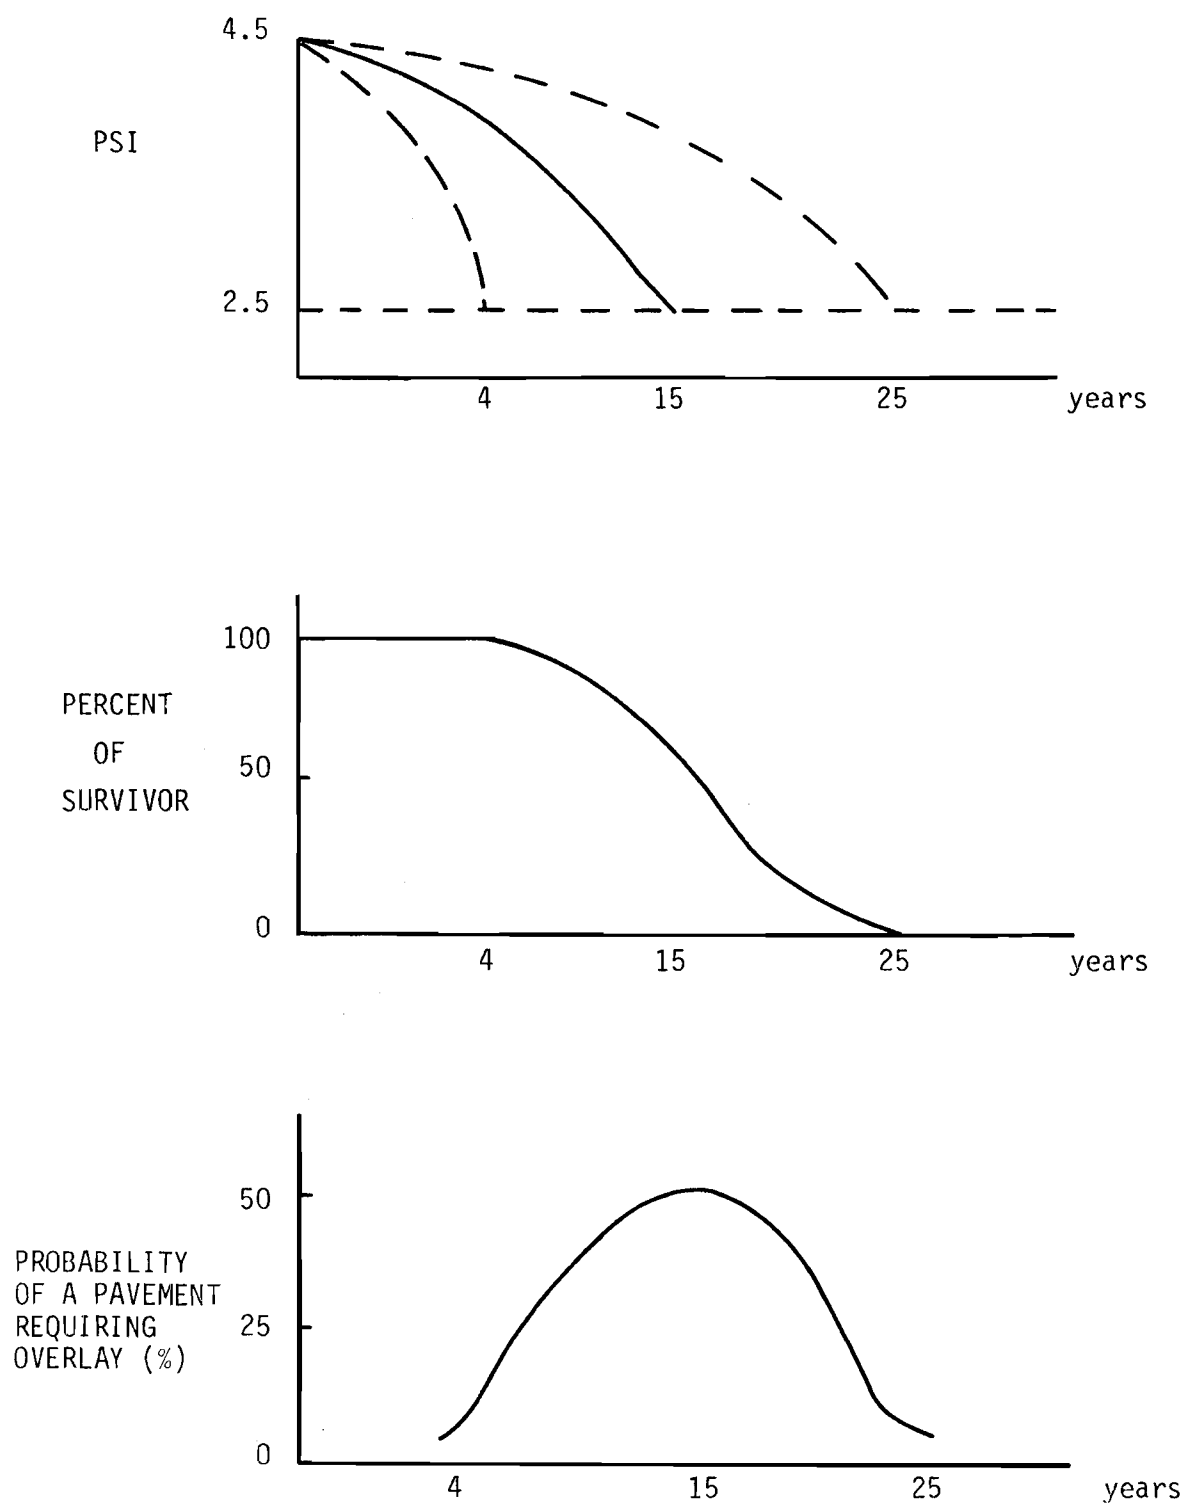 4.5
PSI
2.5
4 15 25 years
100
PERCENT
OF
50
SURVIVOR
0
4 15 25 years
50
PROBABILITY
OF A PAVEMENT
REQUIRING
25
OVERLAY (%)
0
4 15 25 years